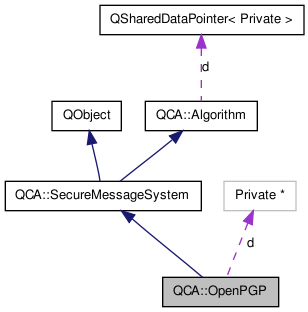 QSharedDataPointer< Private >
d
QObject
QCA::Algorithm
QCA::SecureMessageSystem
Private *
d
QCA::OpenPGP